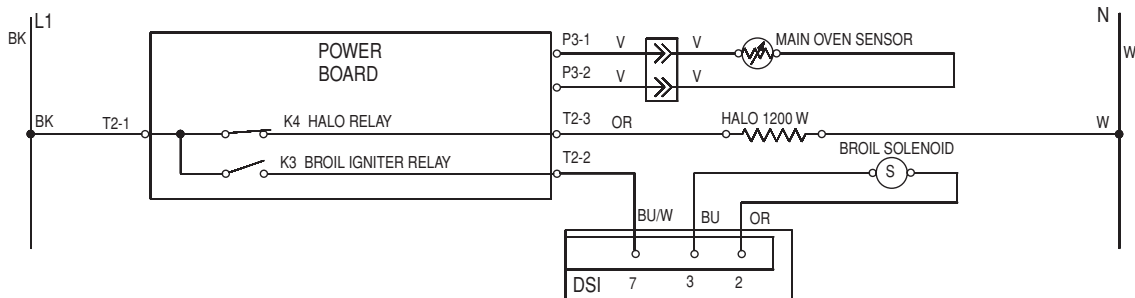 L1
N
BK
POWER
BOARD
P3-1 V V MAIN OVEN SENSOR
W
P3-2 V V
BK T2-1 K4 HALO RELAY T2-3 OR HALO 1200 W W
K3 BROIL IGNITER RELAY T2-2 BROIL SOLENOID
S
BU/W BU OR
DSI 7 3 2